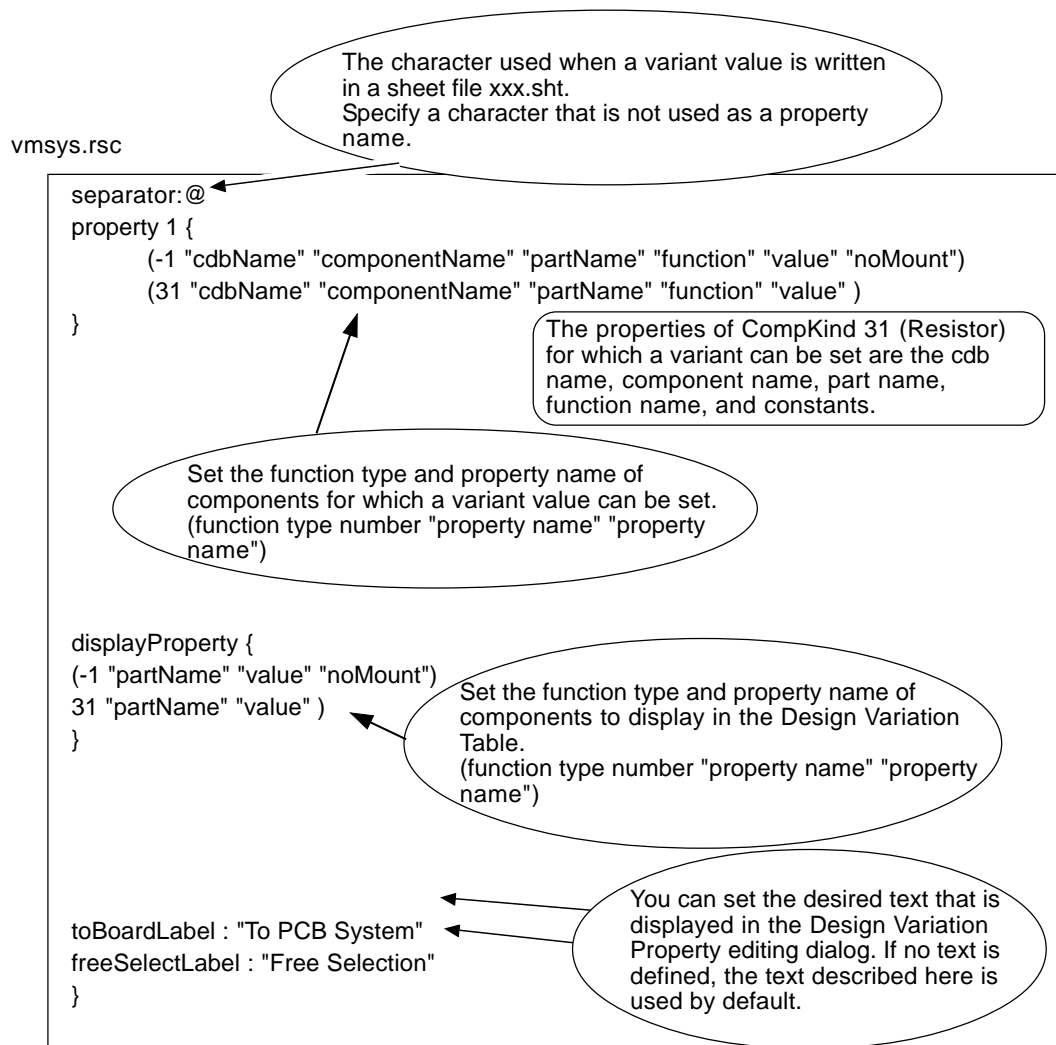 The character used when a variant value is written
in a sheet file xxx.sht.
Specify a character that is not used as a property
name.
vmsys.rsc
separator:@
property 1 {
(-1 "cdbName" "componentName" "partName" "function" "value" "noMount")
(31 "cdbName" "componentName" "partName" "function" "value" )
}
The properties of CompKind 31 (Resistor)
for which a variant can be set are the cdb
name, component name, part name,
function name, and constants.
Set the function type and property name of
components for which a variant value can be set.
(function type number "property name" "property
name")
displayProperty {
(-1 "partName" "value" "noMount")
31 "partName" "value" )
}
Set the function type and property name of
components to display in the Design Variation
Table.
(function type number "property name" "property
name")
toBoardLabel : "To PCB System"
freeSelectLabel : "Free Selection"
}
You can set the desired text that is
displayed in the Design Variation
Property editing dialog. If no text is
defined, the text described here is
used by default.